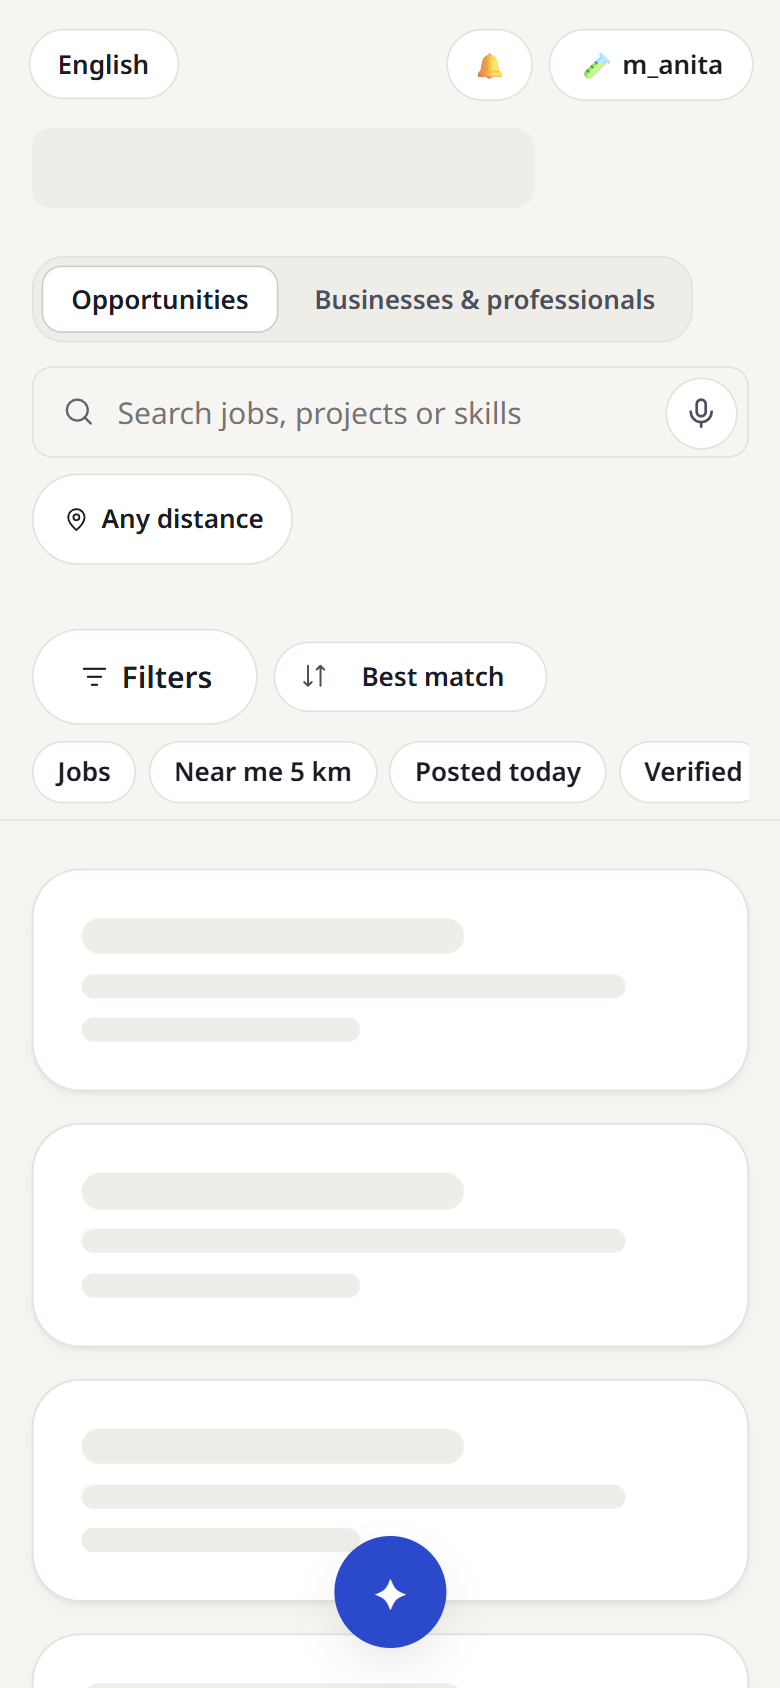 English
m_anita
Opportunities
Businesses & professionals
Search jobs, projects or skills
Any distance
Filters
Best match
Jobs
Near me 5 km
Posted today
Verified